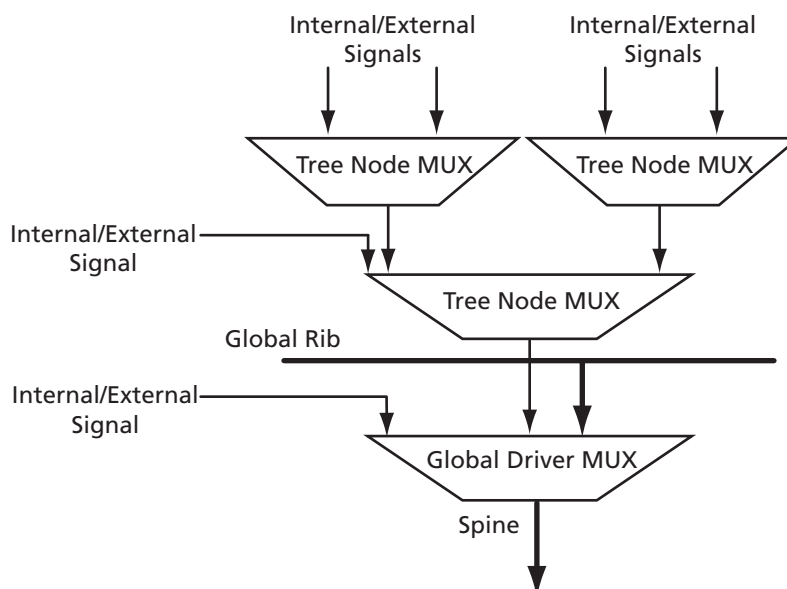 Internal/External
Signals
Internal/External
Signals
Tree Node MUX
Tree Node MUX
Internal/External
Signal
Tree Node MUX
Global Rib
Internal/External
Signal
Global Driver MUX
Spine